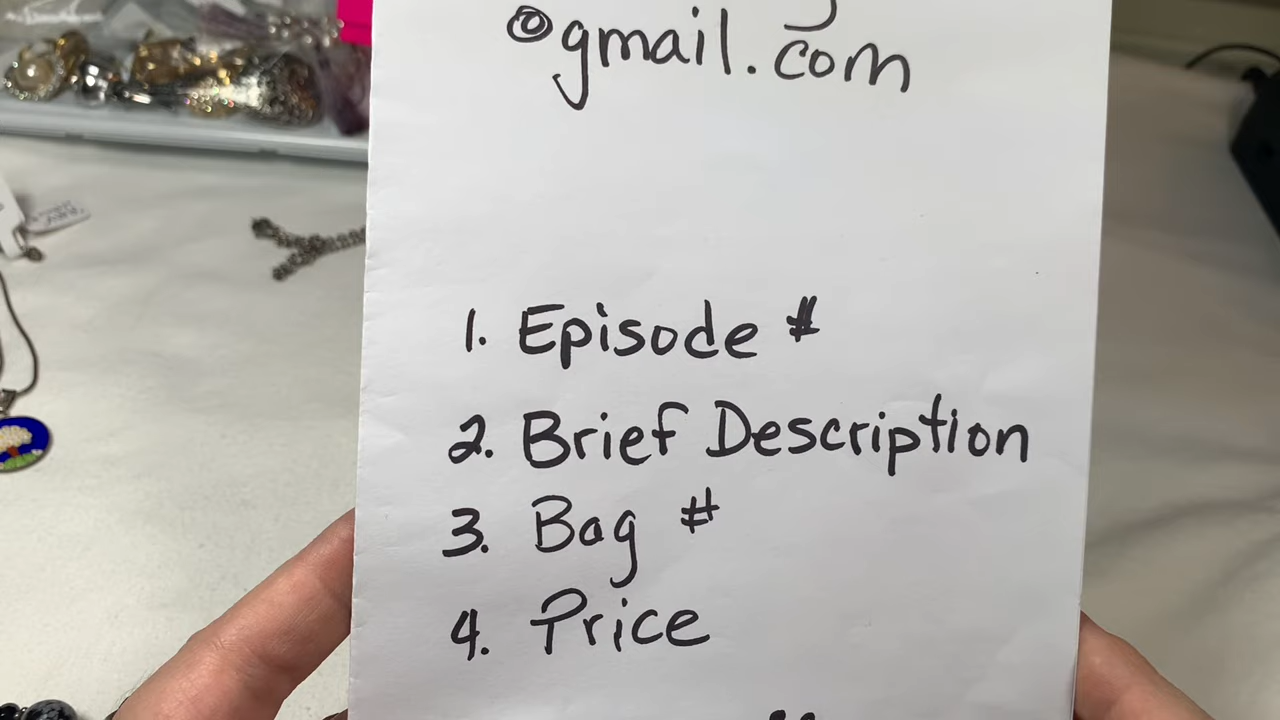 @gmail.com
1. Episode #
2. Brief Description
3. Bag #
4. Price